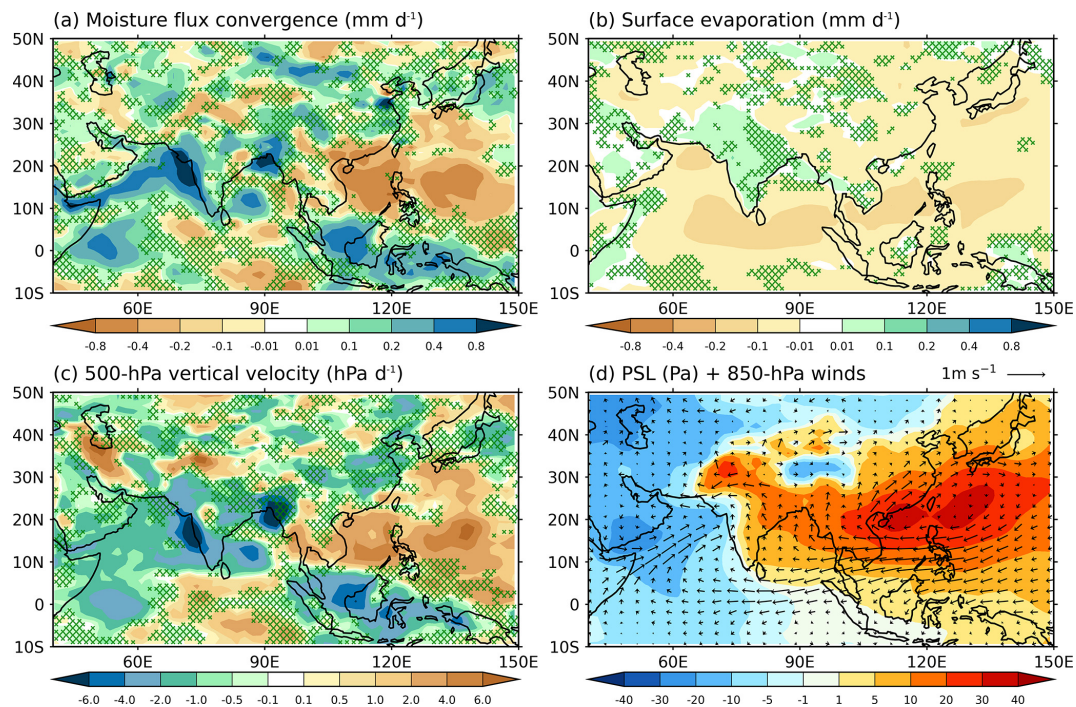 (a) Moisture flux convergence (mm d-1)
(b) Surface evaporation (mm d-1)
50N
40N
30N
20N
10N
0
10S
60E 90E 120E 150E
50N
40N
30N
20N
10N
0
10S
60E 90E 120E 150E
-0.8 -0.4 -0.2 -0.1 -0.01 0.01 0.1 0.2 0.4 0.8
-0.8 -0.4 -0.2 -0.1 -0.01 0.01 0.1 0.2 0.4 0.8
(c) 500-hPa vertical velocity (hPa d-1)
(d) PSL (Pa) + 850-hPa winds 1m s−1
50N
40N
30N
20N
10N
0
10S
60E 90E 120E 150E
50N
40N
30N
20N
10N
0
10S
60E 90E 120E 150E
-6.0 -4.0 -2.0 -1.0 -0.5 -0.1 0.1 0.5 1.0 2.0 4.0 6.0
-40 -30 -20 -10 -5 -1 1 5 10 20 30 40